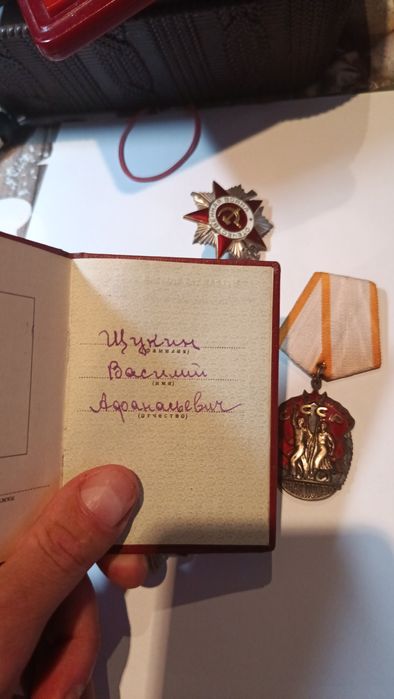 Щукин
(фамилия)
Василий
(имя)
Афанасьевич
(отчество)
СССР